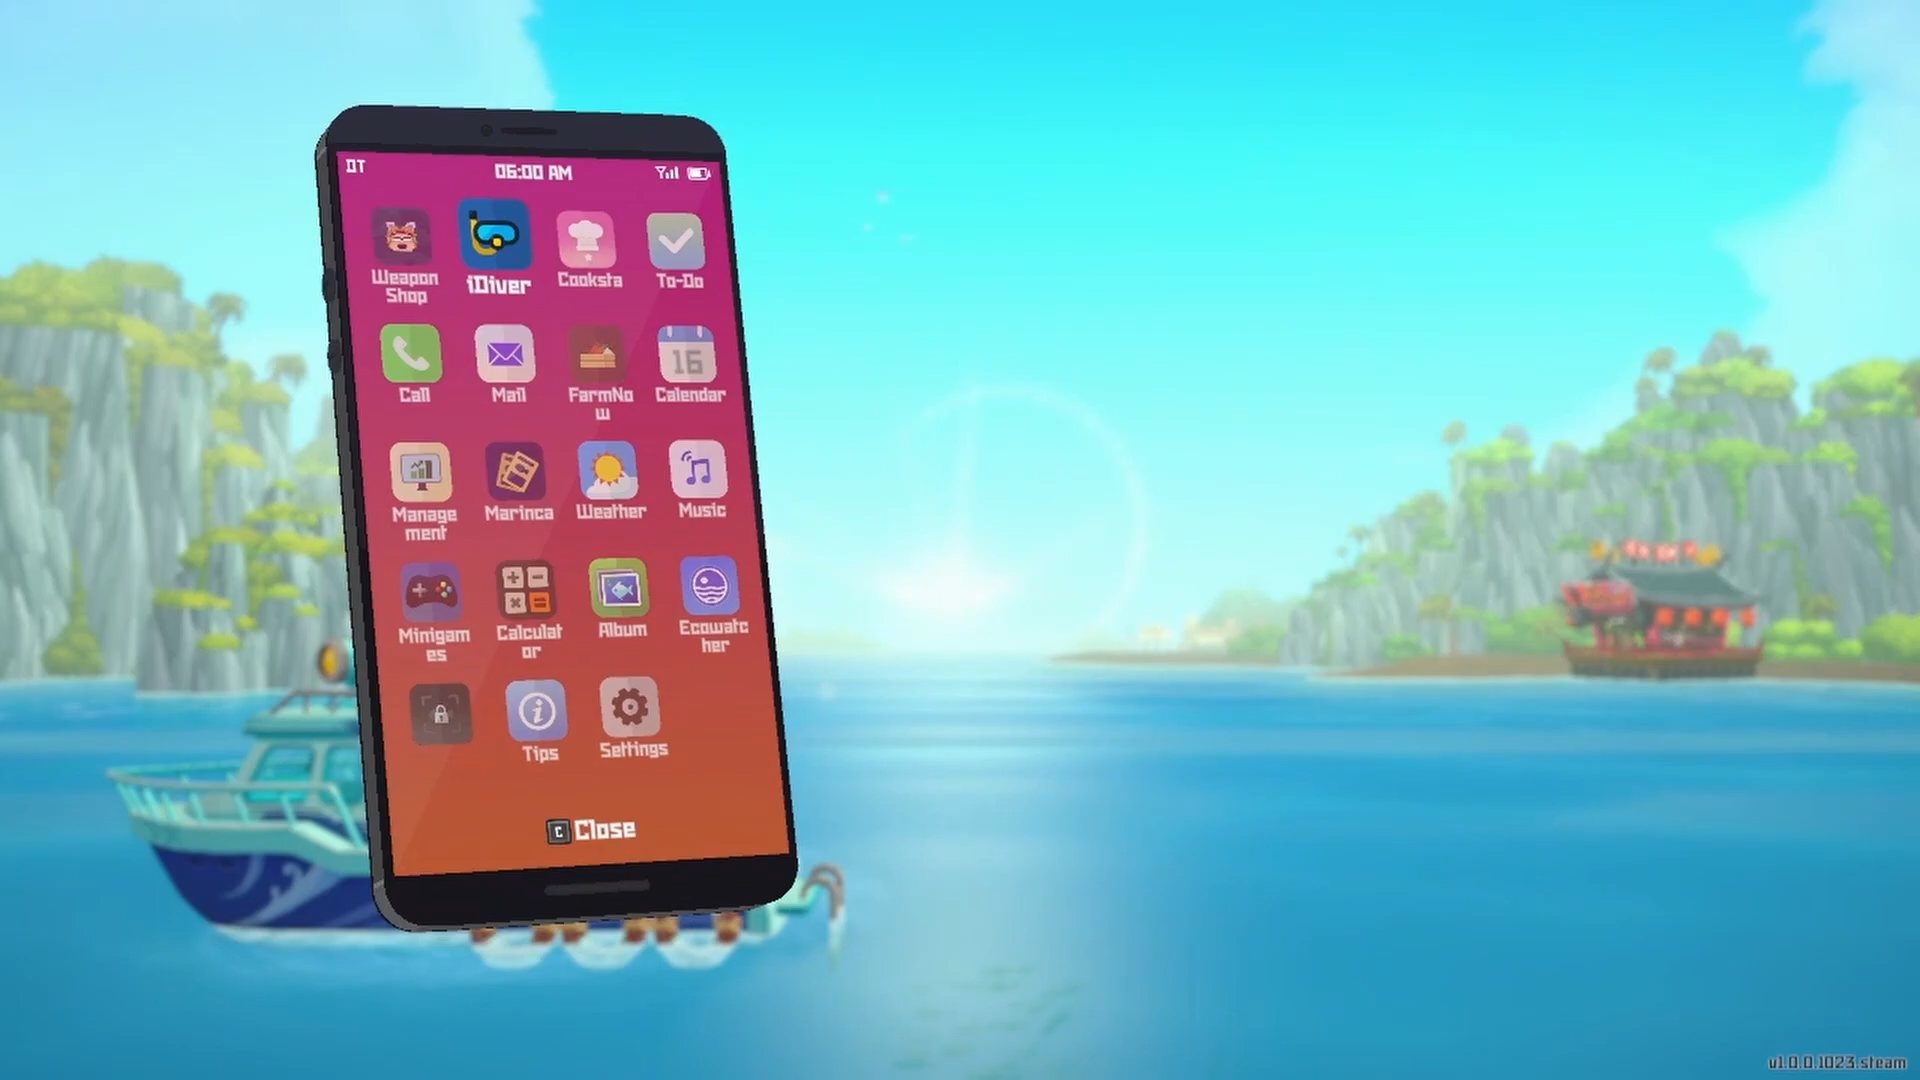 DT
06:00 AM
Weapon
Shop
iDiver
Cooksta
To-Do
Call
Mail
FarmNo
w
16
Calendar
Manage
ment
Marinca
Weather
Music
Minigam
es
Calculat
or
Album
Ecowatc
her
Tips
Settings
C Close
v1.0.0.1023.steam